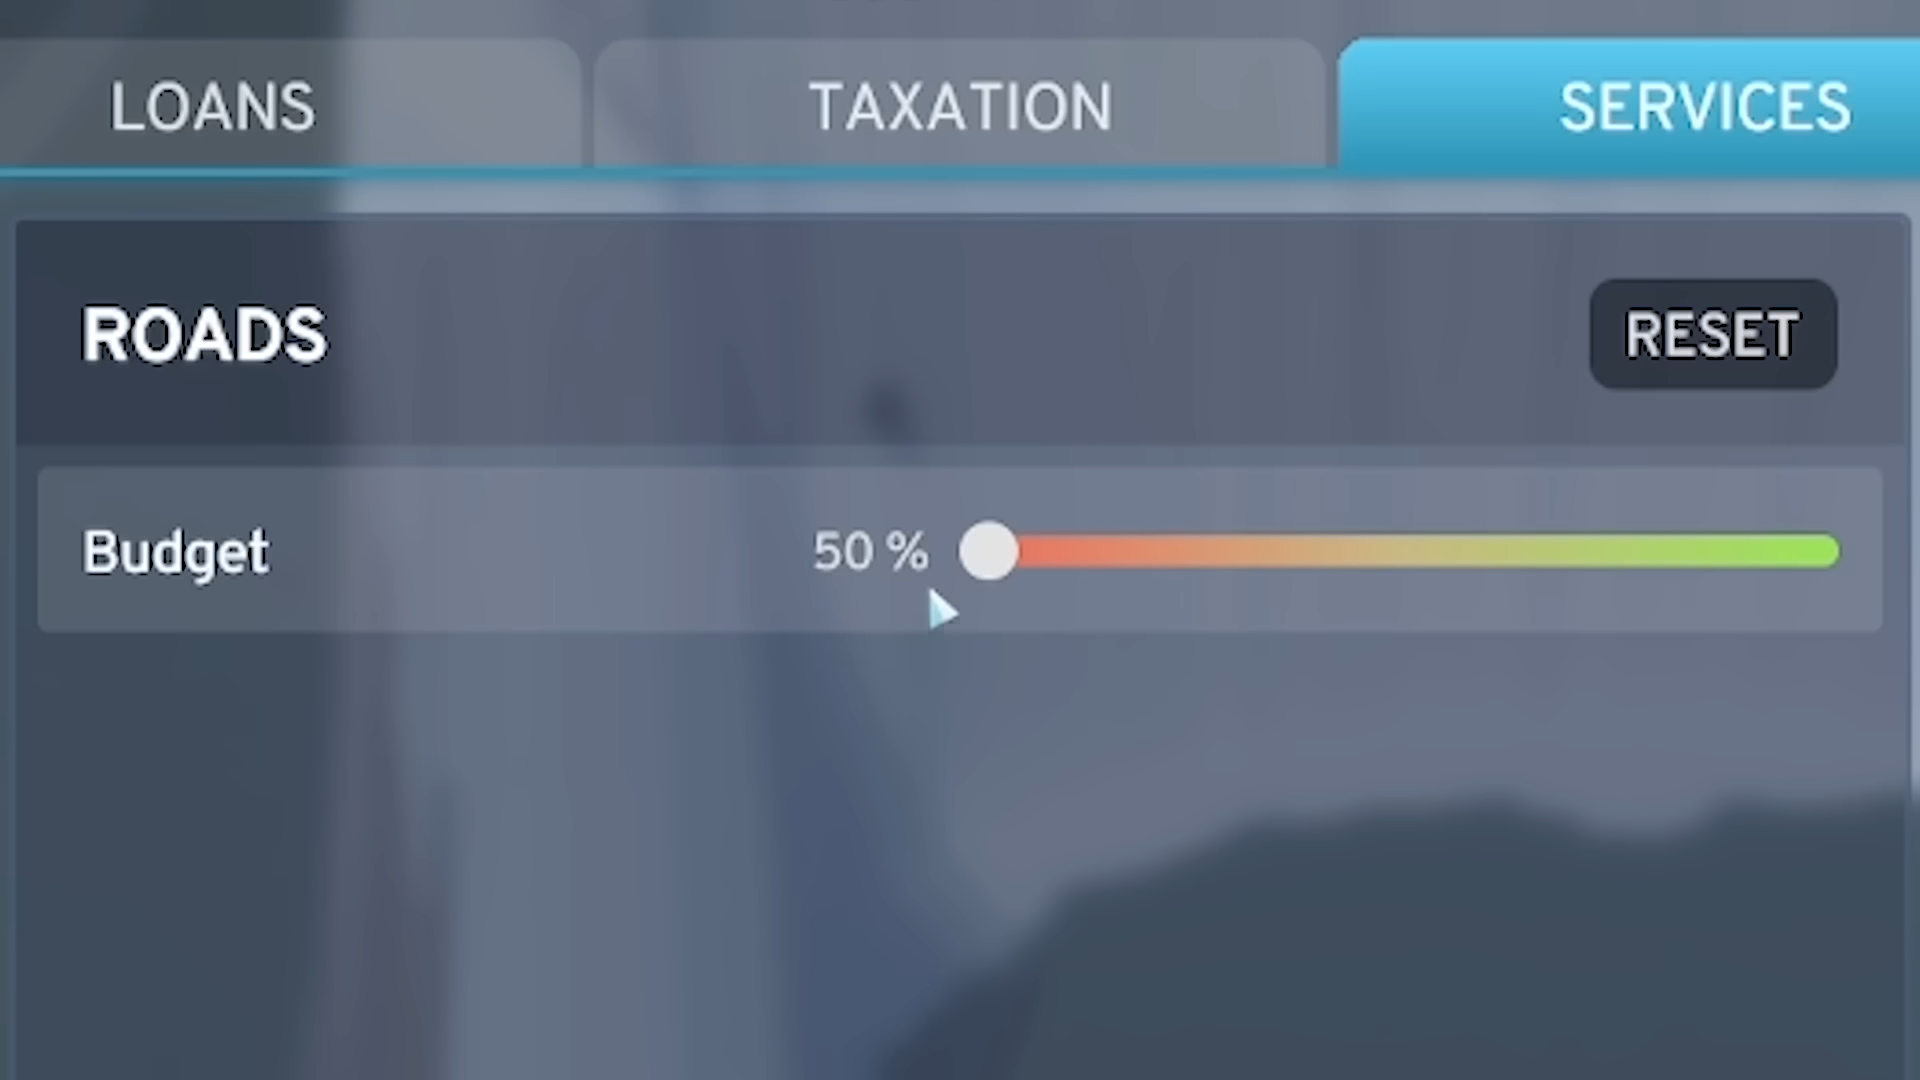 LOANS
TAXATION
SERVICES
ROADS
RESET
Budget
50 %